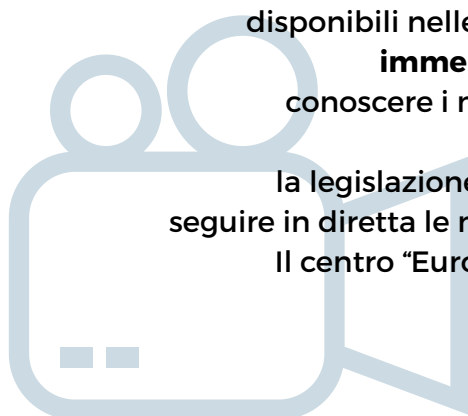 disponibili nelle
imme
conoscere i
la legislazione
seguire in diretta le
Il centro “Euro